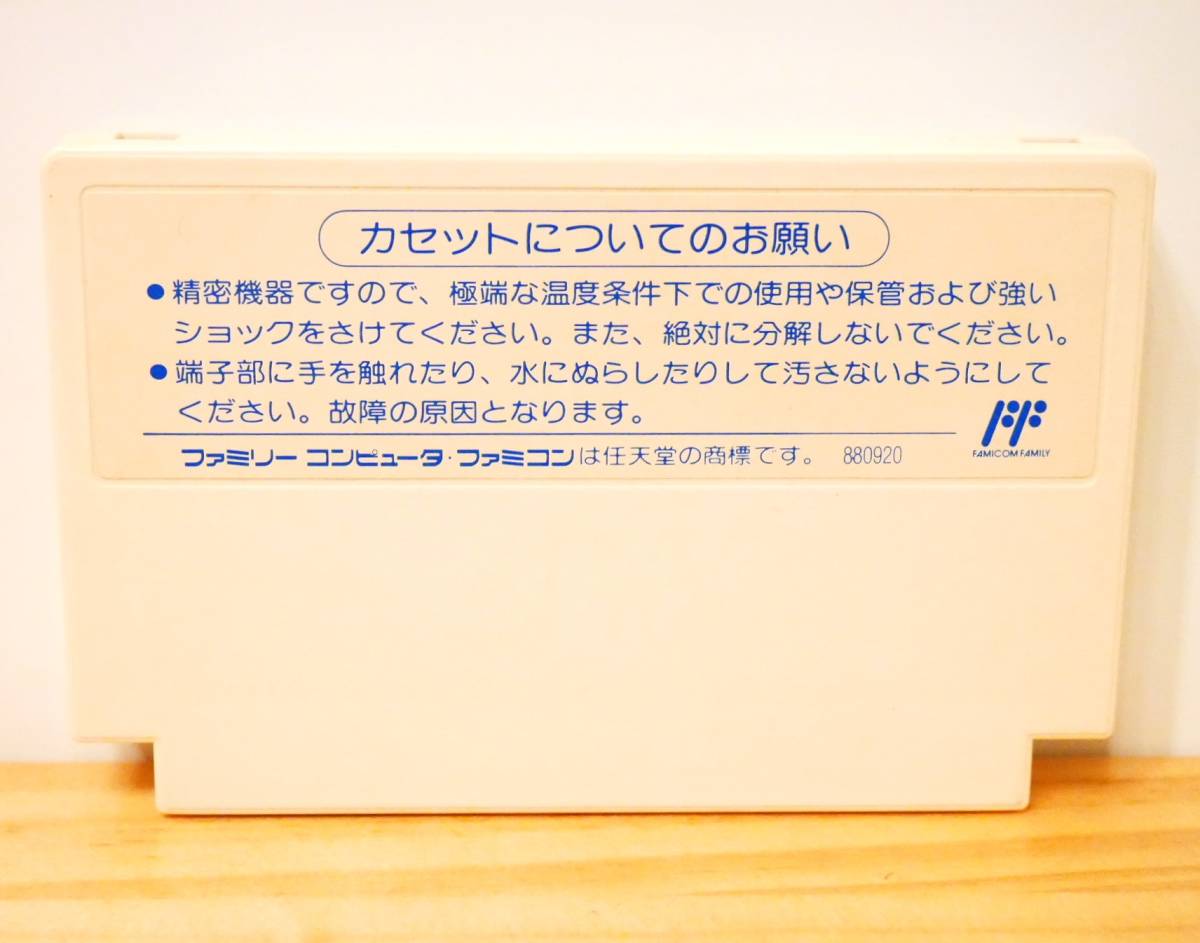 カセットについてのお願い
●精密機器ですので、極端な温度条件下での使用や保管および強い
ショックをさけてください。また、絶対に分解しないでください。
●端子部に手を触れたり、水にぬらしたりして汚さないようにして
ください。故障の原因となります。
ファミリー コンピュータ・ファミコンは任天堂の商標です。 880920
FAMICOM FAMILY